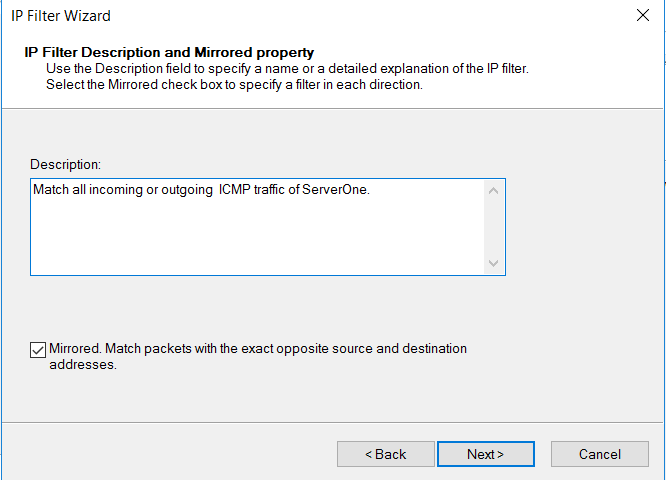 IP Filter Wizard
IP Filter Description and Mirrored property
Use the Description field to specify a name or a detailed explanation of the IP filter.
Select the Mirrored check box to specify a filter in each direction.
Description:
Match all incoming or outgoing  ICMP traffic of ServerOne.
Mirrored. Match packets with the exact opposite source and destination
addresses.
< Back
Next >
Cancel